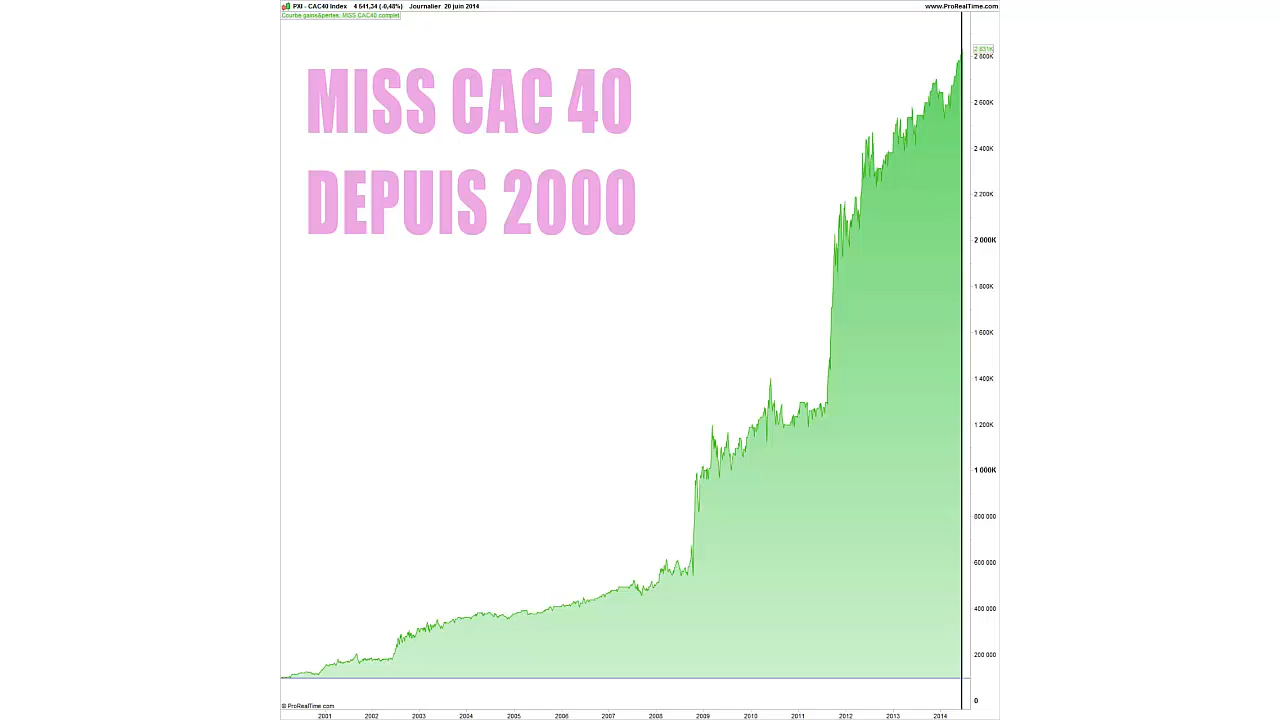 PXI - CAC40 Index 4 541,34 (-0,48%) Journalier 20 juin 2014 www.ProRealTime.com
Courbe gains&pertes: MISS CAC40 complet
MISS CAC 40
DEPUIS 2000
2 831K
2 800K
2 600K
2 400K
2 200K
2 000K
1 800K
1 600K
1 400K
1 200K
1 000K
800 000
600 000
400 000
200 000
0
© ProRealTime.com
2001 2002 2003 2004 2005 2006 2007 2008 2009 2010 2011 2012 2013 2014